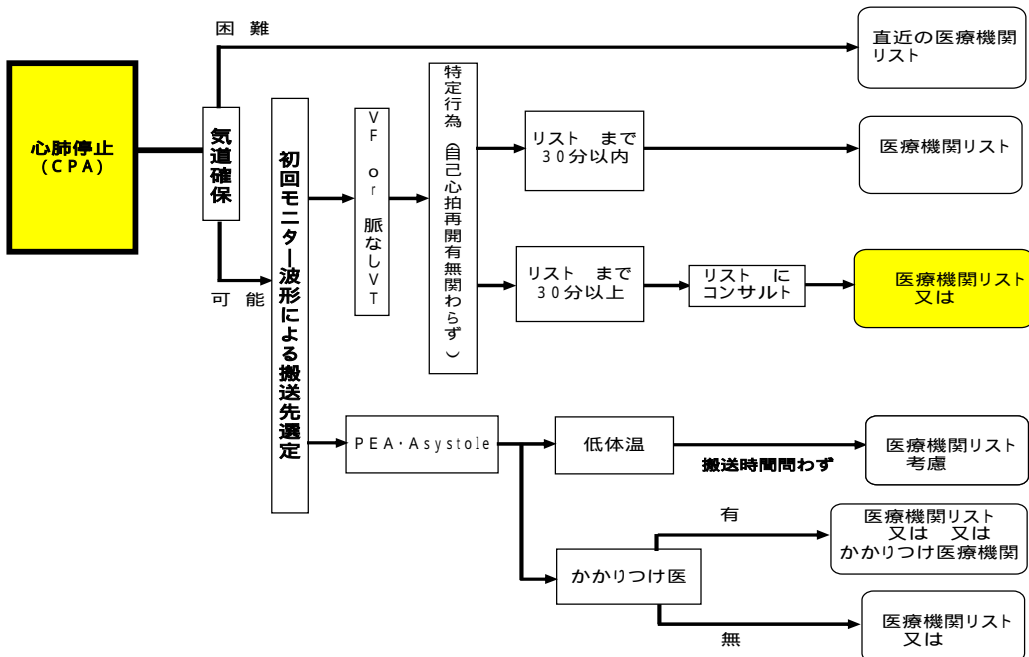 困 難
直近の医療機関
リスト
心肺停止
(CPA)
気道確保
可 能
初回モニター波形による搬送先選定
VF or 脈なしVT
特定行為（自己心拍再開有無関わらず）
リスト　まで
30分以内
医療機関リスト
リスト　まで
30分以上
リスト　に
コンサルト
医療機関リスト
又は
PEA・Asystole
低体温
搬送時間問わず
医療機関リスト
考慮
かかりつけ医
有
医療機関リスト
又は　又は
かかりつけ医療機関
無
医療機関リスト
又は